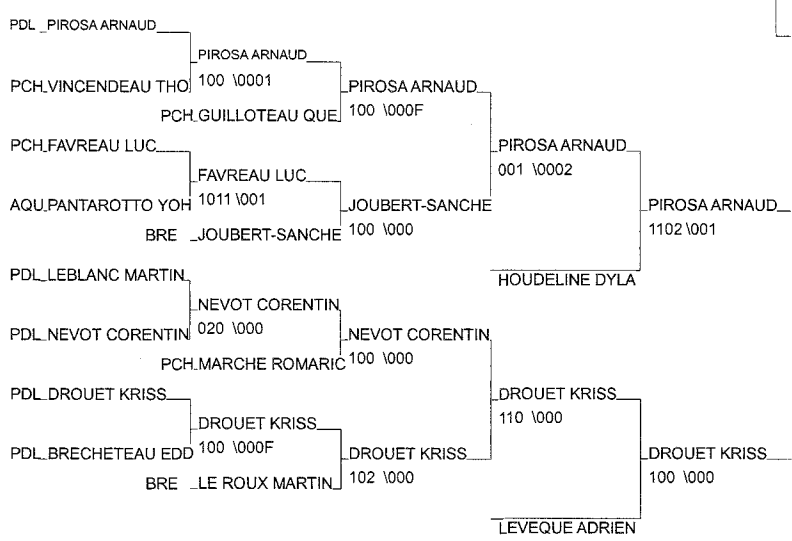 PDL PIROSA ARNAUD
PIROSA ARNAUD
100 \0001
PCH VINCENDEAU THO
PIROSA ARNAUD
100 \000F
PCH GUILLOTEAU QUE
PCH FAVREAU LUC
PIROSA ARNAUD
001 \0002
FAVREAU LUC
1011 \001
AQU PANTAROTTO YOH
JOUBERT-SANCHE
100 \000
PIROSA ARNAUD
1102 \001
BRE JOUBERT-SANCHE
PDL LEBLANC MARTIN
HOUDELINE DYLA
NEVOT CORENTIN
020 \000
PDL NEVOT CORENTIN
NEVOT CORENTIN
100 \000
PCH MARCHE ROMARIC
PDL DROUET KRISS
DROUET KRISS
110 \000
DROUET KRISS
100 \000F
PDL BRECHETEAU EDD
DROUET KRISS
102 \000
DROUET KRISS
100 \000
BRE LE ROUX MARTIN
LEVEQUE ADRIEN